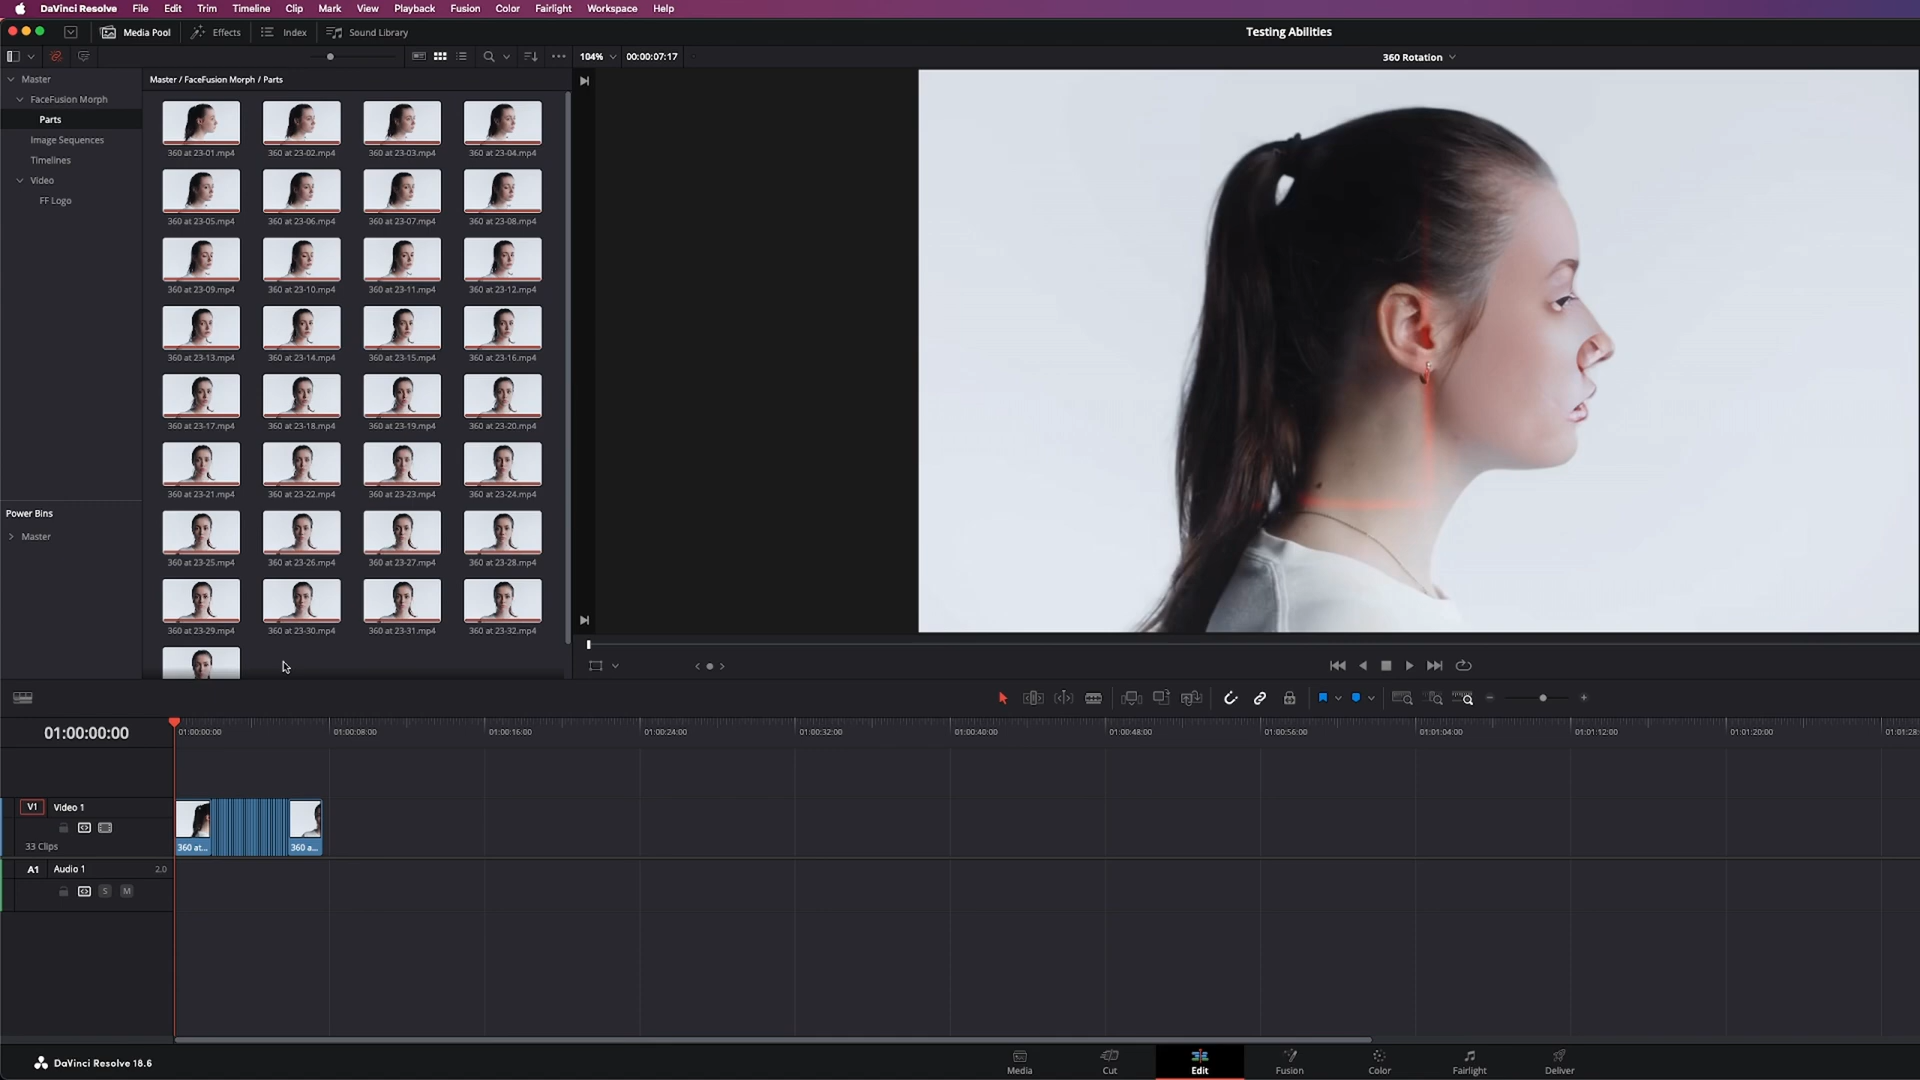 DaVinci Resolve File Edit Trim Timeline Clip Mark View Playback Fusion Color Fairlight Workspace Help
Media Pool Effects Index Sound Library Testing Abilities
104% 00:00:07:17 360 Rotation
Master Master / FaceFusion Morph / Parts
FaceFusion Morph
Parts
Image Sequences
Timelines
Video
FF Logo
360 at 23-01.mp4 360 at 23-02.mp4 360 at 23-03.mp4 360 at 23-04.mp4
360 at 23-05.mp4 360 at 23-06.mp4 360 at 23-07.mp4 360 at 23-08.mp4
360 at 23-09.mp4 360 at 23-10.mp4 360 at 23-11.mp4 360 at 23-12.mp4
360 at 23-13.mp4 360 at 23-14.mp4 360 at 23-15.mp4 360 at 23-16.mp4
360 at 23-17.mp4 360 at 23-18.mp4 360 at 23-19.mp4 360 at 23-20.mp4
360 at 23-21.mp4 360 at 23-22.mp4 360 at 23-23.mp4 360 at 23-24.mp4
360 at 23-25.mp4 360 at 23-26.mp4 360 at 23-27.mp4 360 at 23-28.mp4
360 at 23-29.mp4 360 at 23-30.mp4 360 at 23-31.mp4 360 at 23-32.mp4
Power Bins
Master
01:00:00:00 01:00:00:00 01:00:08:00 01:00:16:00 01:00:24:00 01:00:32:00 01:00:40:00 01:00:48:00 01:00:56:00 01:01:04:00 01:01:12:00 01:01:20:00 01:01:28:
V1 Video 1
33 Clips 360 at... 360 a...
A1 Audio 1 2.0
S M
DaVinci Resolve 18.6 Media Cut Edit Fusion Color Fairlight Deliver